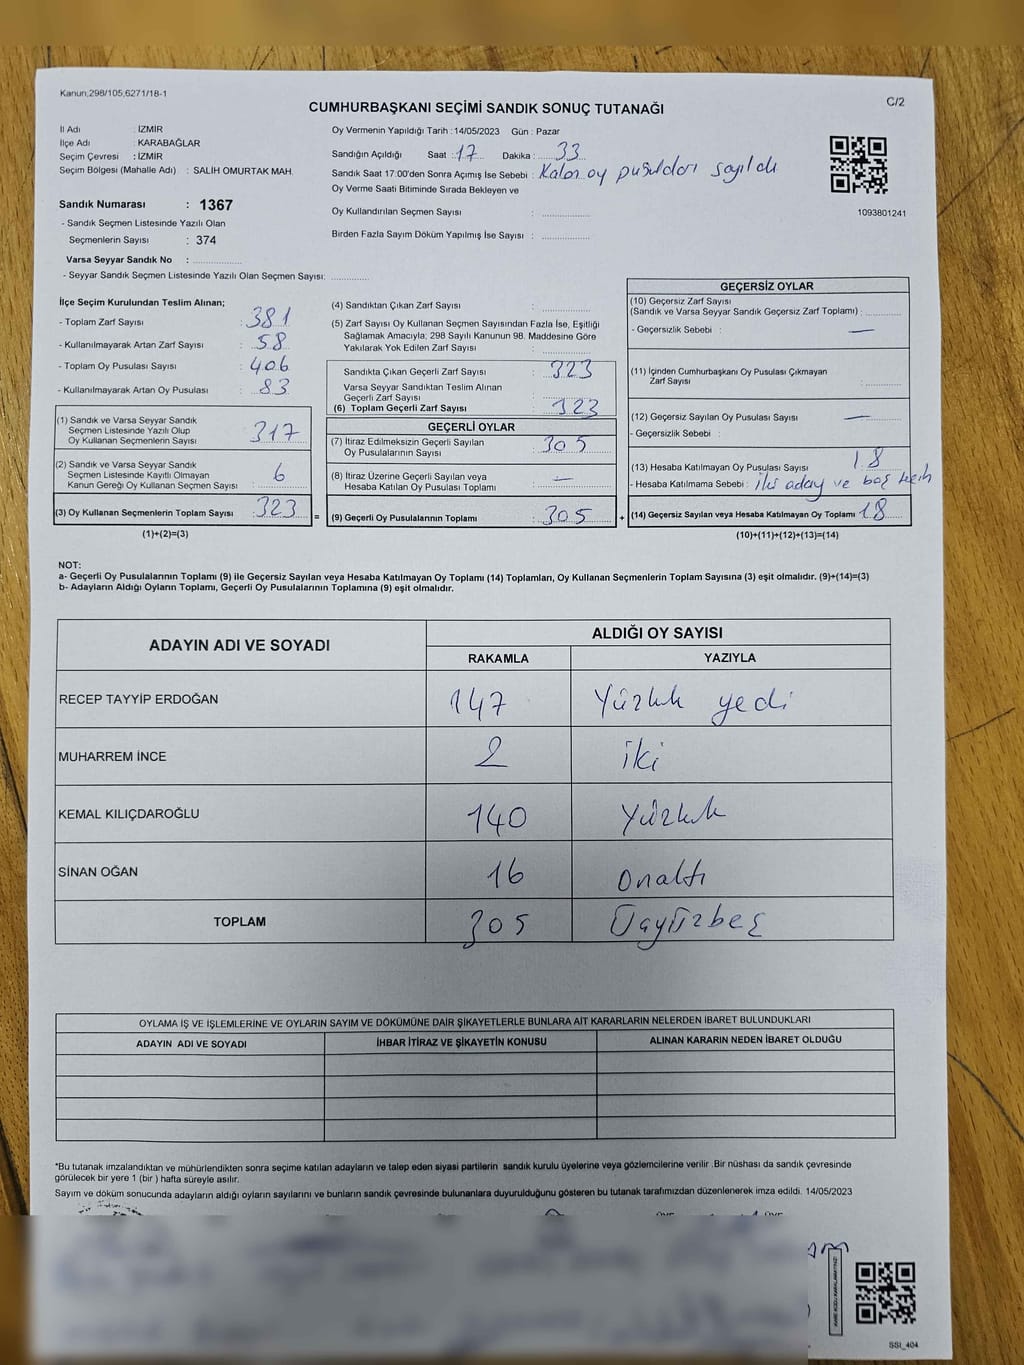 Kanun,298/105,6271/18-1
C/2
CUMHURBAŞKANI SEÇİMİ SANDIK SONUÇ TUTANAĞI
İl Adı : İZMİR
İlçe Adı : KARABAĞLAR
Seçim Çevresi : İZMİR
Seçim Bölgesi (Mahalle Adı) : SALİH OMURTAK MAH.
Sandık Numarası : 1367
- Sandık Seçmen Listesinde Yazılı Olan
Seçmenlerin Sayısı : 374
Varsa Seyyar Sandık No :
- Seyyar Sandık Seçmen Listesinde Yazılı Olan Seçmen Sayısı:
Oy Vermenin Yapıldığı Tarih : 14/05/2023 Gün : Pazar
Sandığın Açıldığı Saat : 17 Dakika : 33
Sandık Saat 17.00'den Sonra Açımış İse Sebebi : Kalan oy pusulaları sayıldı
Oy Verme Saati Bitiminde Sırada Bekleyen ve
Oy Kullandırılan Seçmen Sayısı :
Birden Fazla Sayım Döküm Yapılmış İse Sayısı :
1093801241
İlçe Seçim Kurulundan Teslim Alınan;
- Toplam Zarf Sayısı : 381
- Kullanılmayarak Artan Zarf Sayısı : 58
- Toplam Oy Pusulası Sayısı : 406
- Kullanılmayarak Artan Oy Pusulası : 83
(1) Sandık ve Varsa Seyyar Sandık
Seçmen Listesinde Yazılı Olup
Oy Kullanan Seçmenlerin Sayısı : 317
(2) Sandık ve Varsa Seyyar Sandık
Seçmen Listesinde Kayıtlı Olmayan
Kanun Gereği Oy Kullanan Seçmen Sayısı : 6
(3) Oy Kullanan Seçmenlerin Toplam Sayısı : 323 =
(1)+(2)=(3)
(4) Sandıktan Çıkan Zarf Sayısı :
(5) Zarf Sayısı Oy Kullanan Seçmen Sayısından Fazla İse, Eşitliği
Sağlamak Amacıyla, 298 Sayılı Kanunun 98. Maddesine Göre
Yakılarak Yok Edilen Zarf Sayısı :
Sandıkta Çıkan Geçerli Zarf Sayısı : 323
Varsa Seyyar Sandıktan Teslim Alınan
Geçerli Zarf Sayısı :
(6) Toplam Geçerli Zarf Sayısı : 323
GEÇERLİ OYLAR
(7) İtiraz Edilmeksizin Geçerli Sayılan
Oy Pusulalarının Sayısı : 305
(8) İtiraz Üzerine Geçerli Sayılan veya
Hesaba Katılan Oy Pusulası Toplamı : —
(9) Geçerli Oy Pusulalarının Toplamı : 305 +
GEÇERSİZ OYLAR
(10) Geçersiz Zarf Sayısı
(Sandık ve Varsa Seyyar Sandık Geçersiz Zarf Toplamı) :
- Geçersizlik Sebebi : —
(11) İçinden Cumhurbaşkanı Oy Pusulası Çıkmayan
Zarf Sayısı :
(12) Geçersiz Sayılan Oy Pusulası Sayısı : —
- Geçersizlik Sebebi :
(13) Hesaba Katılmayan Oy Pusulası Sayısı : 18
- Hesaba Katılmama Sebebi : iki aday ve boş
(14) Geçersiz Sayılan veya Hesaba Katılmayan Oy Toplamı : 18
(10)+(11)+(12)+(13)=(14)
NOT:
a- Geçerli Oy Pusulalarının Toplamı (9) ile Geçersiz Sayılan veya Hesaba Katılmayan Oy Toplamı (14) Toplamları, Oy Kullanan Seçmenlerin Toplam Sayısına (3) eşit olmalıdır. (9)+(14)=(3)
b- Adayların Aldığı Oyların Toplamı, Geçerli Oy Pusulalarının Toplamına (9) eşit olmalıdır.
ADAYIN ADI VE SOYADI
ALDIĞI OY SAYISI
RAKAMLA YAZIYLA
RECEP TAYYİP ERDOĞAN 147 Yüzkırk yedi
MUHARREM İNCE 2 iki
KEMAL KILIÇDAROĞLU 140 Yüzkırk
SİNAN OĞAN 16 Onaltı
TOPLAM 305 Üçyüzbeş
OYLAMA İŞ VE İŞLEMLERİNE VE OYLARIN SAYIM VE DÖKÜMÜNE DAİR ŞİKAYETLERLE BUNLARA AİT KARARLARIN NELERDEN İBARET BULUNDUKLARI
ADAYIN ADI VE SOYADI İHBAR İTİRAZ VE ŞİKAYETİN KONUSU ALINAN KARARIN NEDEN İBARET OLDUĞU
*Bu tutanak imzalandıktan ve mühürlendikten sonra seçime katılan adayların ve talep eden siyasi partilerin sandık kurulu üyelerine veya gözlemcilerine verilir .Bir nüshası da sandık çevresinde
görülecek bir yere 1 (bir ) hafta süreyle asılır.
Sayım ve döküm sonucunda adayların aldığı oyların sayılarını ve bunların sandık çevresinde bulunanlara duyurulduğunu gösteren bu tutanak tarafımızdan düzenlenerek imza edildi. 14/05/2023
SSİ_404